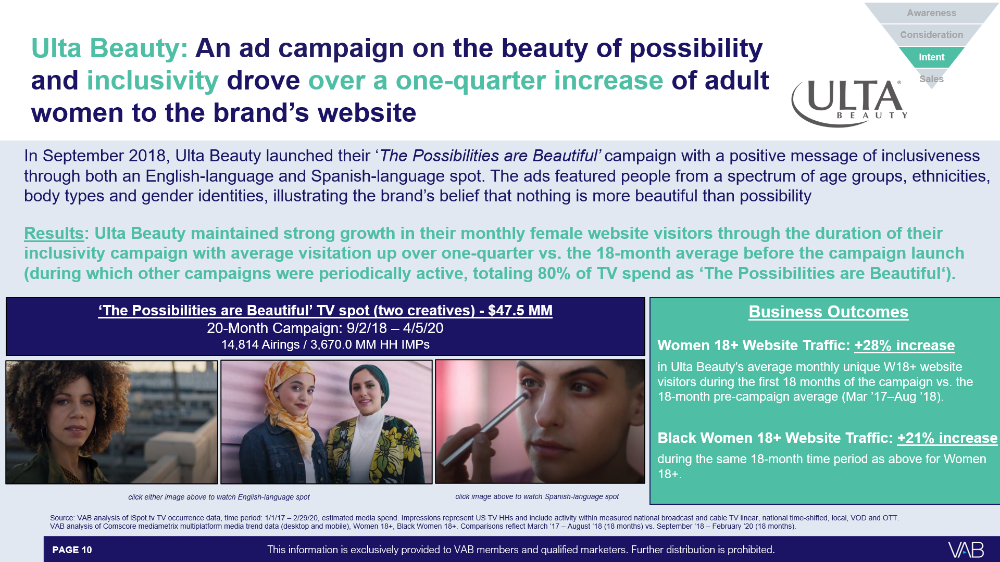 Awareness
Consideration
Intent
Sales
Ulta Beauty: An ad campaign on the beauty of possibility
and inclusivity drove over a one-quarter increase of adult
women to the brand’s website
ULTA®
BEAUTY
In September 2018, Ulta Beauty launched their ‘The Possibilities are Beautiful’ campaign with a positive message of inclusiveness
through both an English-language and Spanish-language spot. The ads featured people from a spectrum of age groups, ethnicities,
body types and gender identities, illustrating the brand’s belief that nothing is more beautiful than possibility
Results: Ulta Beauty maintained strong growth in their monthly female website visitors through the duration of their
inclusivity campaign with average visitation up over one-quarter vs. the 18-month average before the campaign launch
(during which other campaigns were periodically active, totaling 80% of TV spend as ‘The Possibilities are Beautiful‘).
‘The Possibilities are Beautiful’ TV spot (two creatives) - $47.5 MM
20-Month Campaign: 9/2/18 – 4/5/20
14,814 Airings / 3,670.0 MM HH IMPs
click either image above to watch English-language spot
click image above to watch Spanish-language spot
Business Outcomes
Women 18+ Website Traffic: +28% increase
in Ulta Beauty’s average monthly unique W18+ website
visitors during the first 18 months of the campaign vs. the
18-month pre-campaign average (Mar ’17–Aug ’18).
Black Women 18+ Website Traffic: +21% increase
during the same 18-month time period as above for Women
18+.
Source: VAB analysis of iSpot.tv TV occurrence data, time period: 1/1/17 – 2/29/20, estimated media spend. Impressions represent US TV HHs and include activity within measured national broadcast and cable TV linear, national time-shifted, local, VOD and OTT.
VAB analysis of Comscore mediametrix multiplatform media trend data (desktop and mobile), Women 18+, Black Women 18+. Comparisons reflect March ‘17 – August ‘18 (18 months) vs. September ‘18 – February ’20 (18 months).
PAGE 10
This information is exclusively provided to VAB members and qualified marketers. Further distribution is prohibited.
VAB